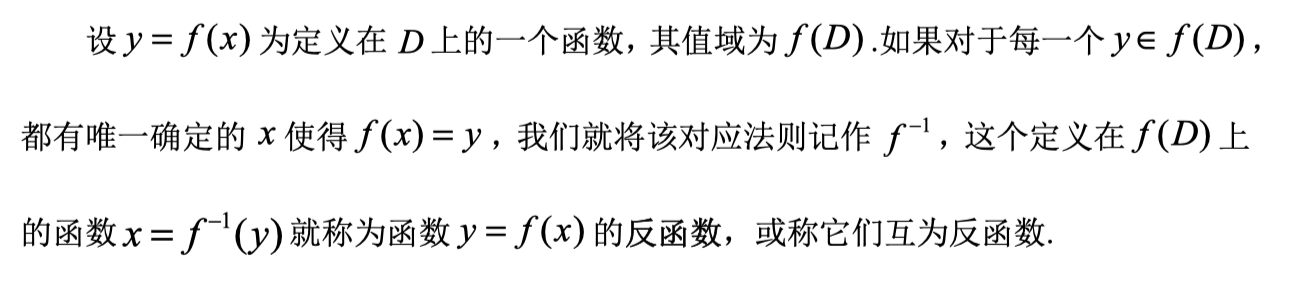 设 y = f(x) 为定义在 D 上的一个函数，其值域为 f(D).如果对于每一个 y∈ f(D)，
都有唯一确定的 x 使得 f(x) = y，我们就将该对应法则记作 f⁻¹，这个定义在 f(D) 上
的函数 x = f⁻¹(y) 就称为函数 y = f(x) 的反函数，或称它们互为反函数.